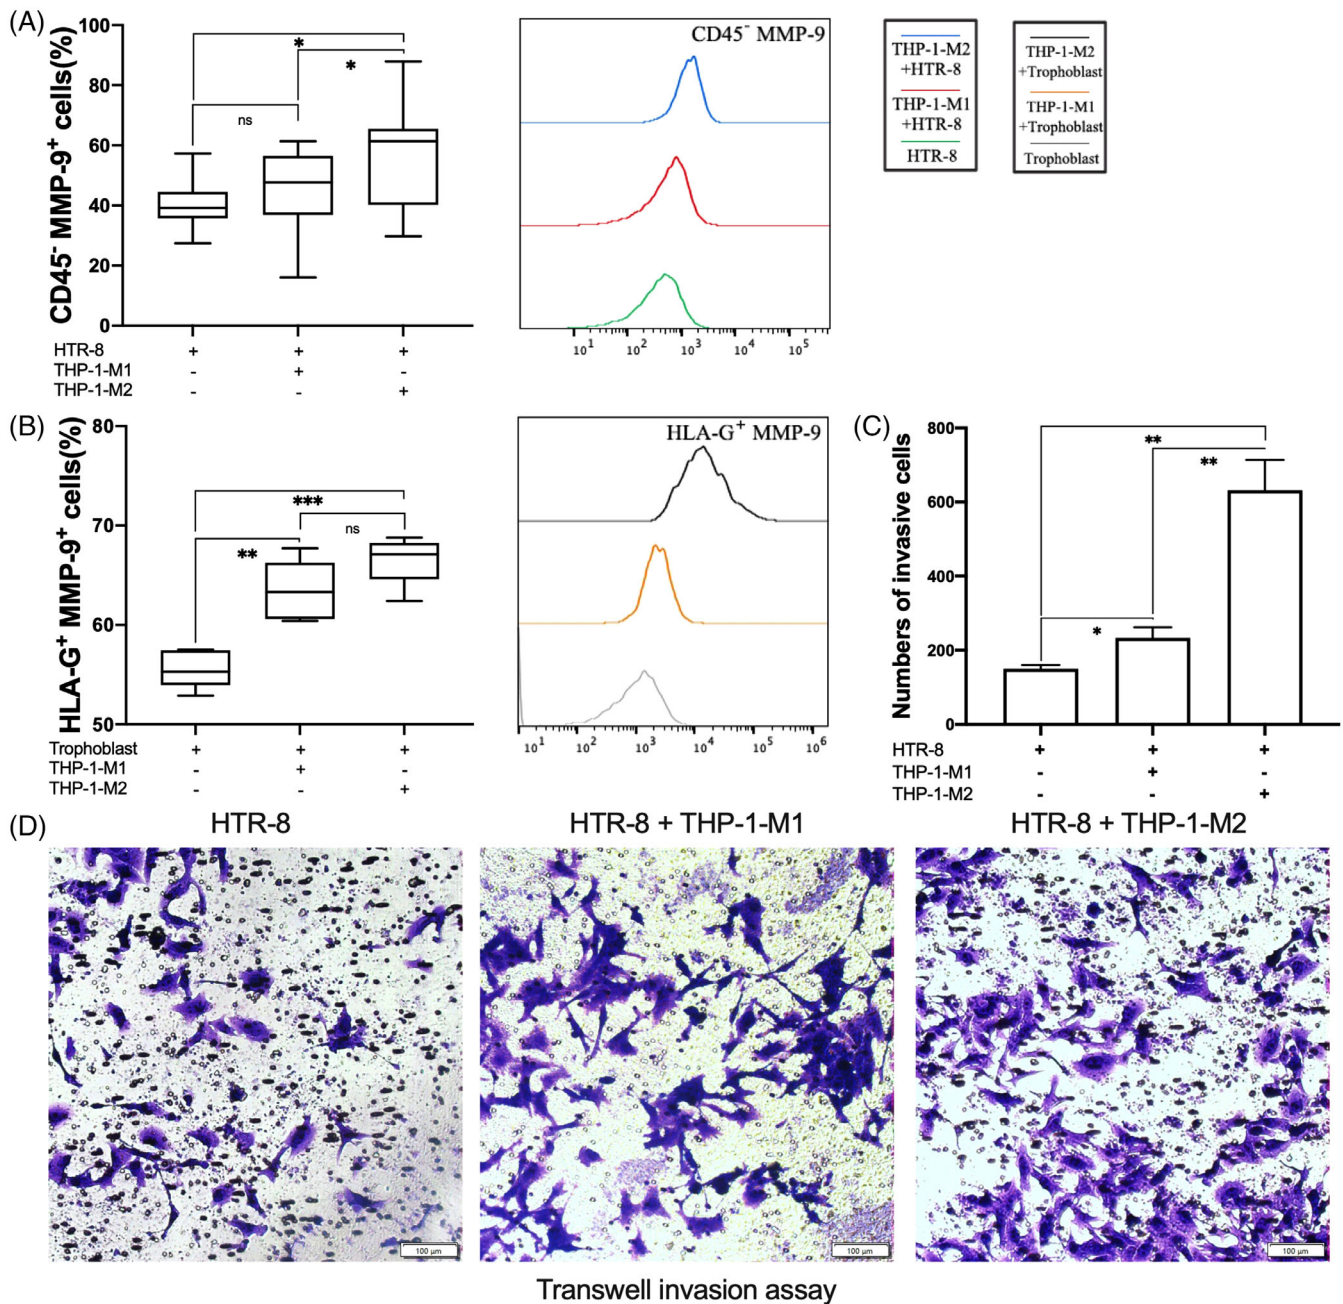 (A)
CD45⁻ MMP-9⁺ cells(%)
100
80
60
40
20
0
*
*
ns
HTR-8 + + +
THP-1-M1 - + -
THP-1-M2 - - +
CD45⁻ MMP-9
10¹ 10² 10³ 10⁴ 10⁵
THP-1-M2
+HTR-8
THP-1-M1
+HTR-8
HTR-8
THP-1-M2
+Trophoblast
THP-1-M1
+Trophoblast
Trophoblast
(B)
HLA-G⁺ MMP-9⁺ cells(%)
80
70
60
50
***
ns
**
Trophoblast + + +
THP-1-M1 - + -
THP-1-M2 - - +
HLA-G⁺ MMP-9
10¹ 10² 10³ 10⁴ 10⁵ 10⁶
(C)
Numbers of invasive cells
800
600
400
200
0
**
**
*
HTR-8 + + +
THP-1-M1 - + -
THP-1-M2 - - +
(D)
HTR-8
HTR-8 + THP-1-M1
HTR-8 + THP-1-M2
100 µm
100 µm
100 µm
Transwell invasion assay